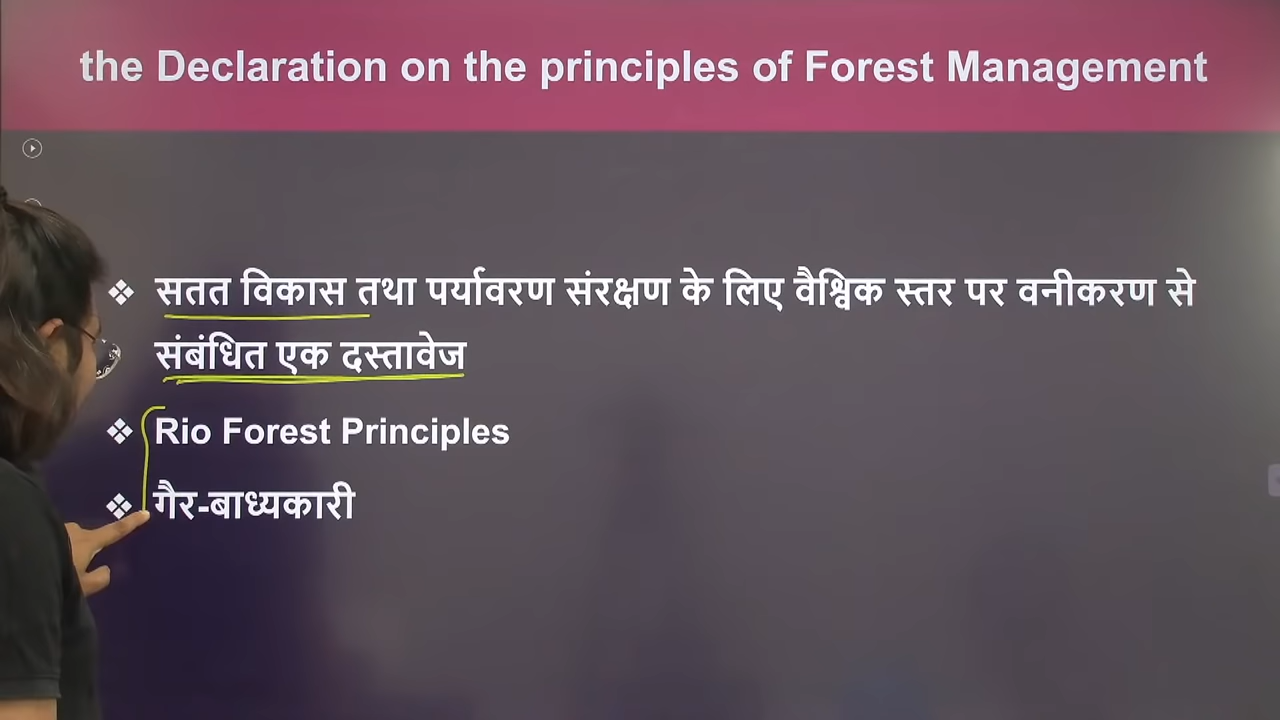 the Declaration on the principles of Forest Management
❖ सतत विकास तथा पर्यावरण संरक्षण के लिए वैश्विक स्तर पर वनीकरण से
संबंधित एक दस्तावेज
❖ Rio Forest Principles
❖ गैर-बाध्यकारी